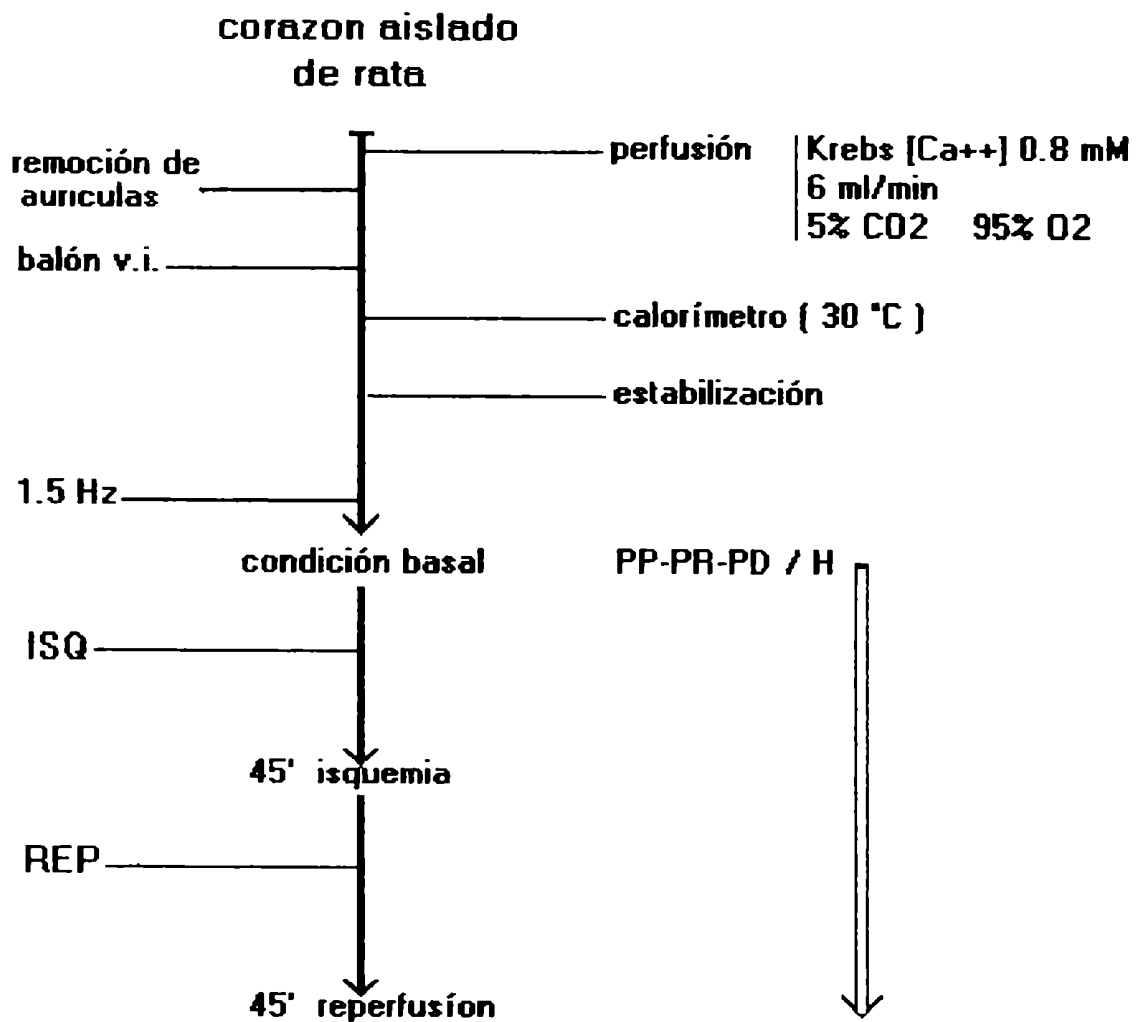 corazon aislado
de rata
remoción de
auriculas
perfusión
Krebs [Ca++] 0.8 mM
6 ml/min
5% CO2 95% O2
balón v.i.
calorímetro ( 30 °C )
estabilización
1.5 Hz
condición basal
PP-PR-PD / H
ISQ
45' isquemia
REP
45' reperfusíon